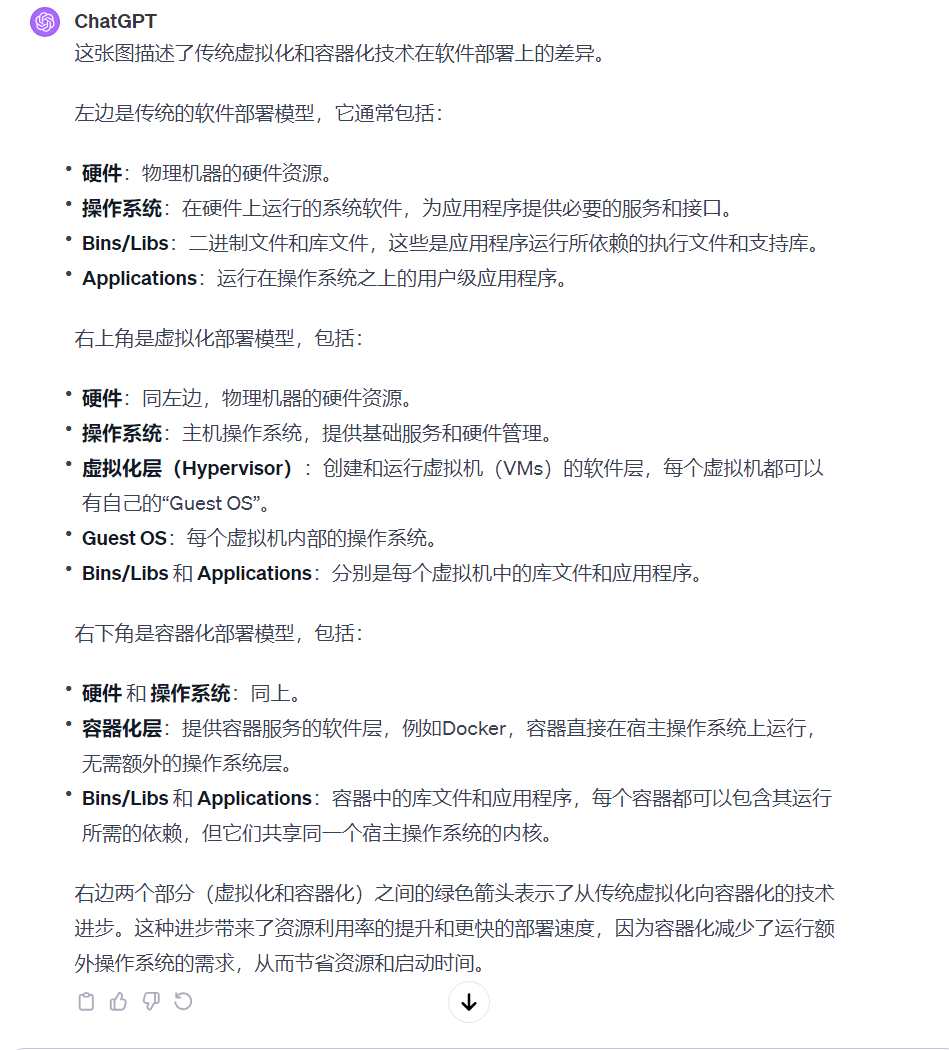 ChatGPT
这张图描述了传统虚拟化和容器化技术在软件部署上的差异。
左边是传统的软件部署模型，它通常包括：
• 硬件：物理机器的硬件资源。
• 操作系统：在硬件上运行的系统软件，为应用程序提供必要的服务和接口。
• Bins/Libs：二进制文件和库文件，这些是应用程序运行所依赖的执行文件和支持库。
• Applications：运行在操作系统之上的用户级应用程序。
右上角是虚拟化部署模型，包括：
• 硬件：同左边，物理机器的硬件资源。
• 操作系统：主机操作系统，提供基础服务和硬件管理。
• 虚拟化层（Hypervisor）：创建和运行虚拟机（VMs）的软件层，每个虚拟机都可以
有自己的“Guest OS”。
• Guest OS：每个虚拟机内部的操作系统。
• Bins/Libs 和 Applications：分别是每个虚拟机中的库文件和应用程序。
右下角是容器化部署模型，包括：
• 硬件 和 操作系统：同上。
• 容器化层：提供容器服务的软件层，例如Docker，容器直接在宿主操作系统上运行，
无需额外的操作系统层。
• Bins/Libs 和 Applications：容器中的库文件和应用程序，每个容器都可以包含其运行
所需的依赖，但它们共享同一个宿主操作系统的内核。
右边两个部分（虚拟化和容器化）之间的绿色箭头表示了从传统虚拟化向容器化的技术
进步。这种进步带来了资源利用率的提升和更快的部署速度，因为容器化减少了运行额
外操作系统的需求，从而节省资源和启动时间。